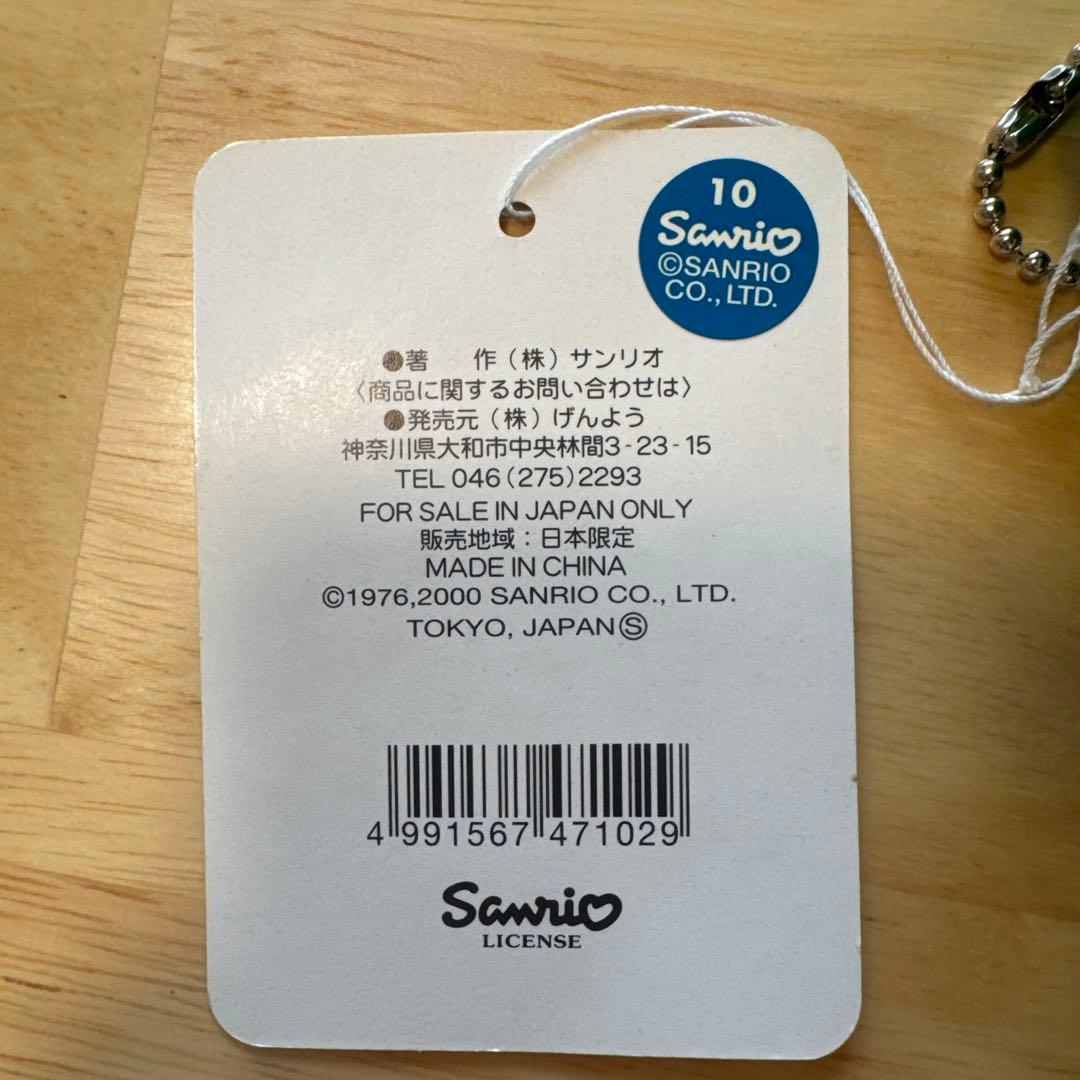 10
Sanrio
©SANRIO
CO., LTD.
●著　作（株）サンリオ
〈商品に関するお問い合わせは〉
●発売元（株）げんよう
神奈川県大和市中央林間3-23-15
TEL 046(275)2293
FOR SALE IN JAPAN ONLY
販売地域：日本限定
MADE IN CHINA
©1976,2000 SANRIO CO., LTD.
TOKYO, JAPANⓈ
4 991567 471029
Sanrio
LICENSE